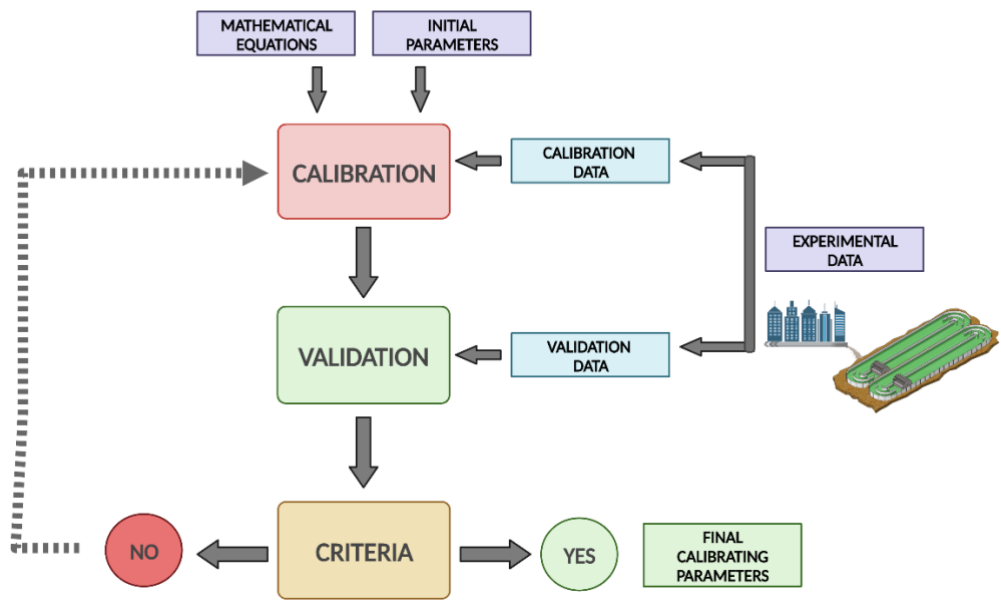 MATHEMATICAL
EQUATIONS
INITIAL
PARAMETERS
CALIBRATION
CALIBRATION
DATA
EXPERIMENTAL
DATA
VALIDATION
VALIDATION
DATA
NO
CRITERIA
YES
FINAL
CALIBRATING
PARAMETERS